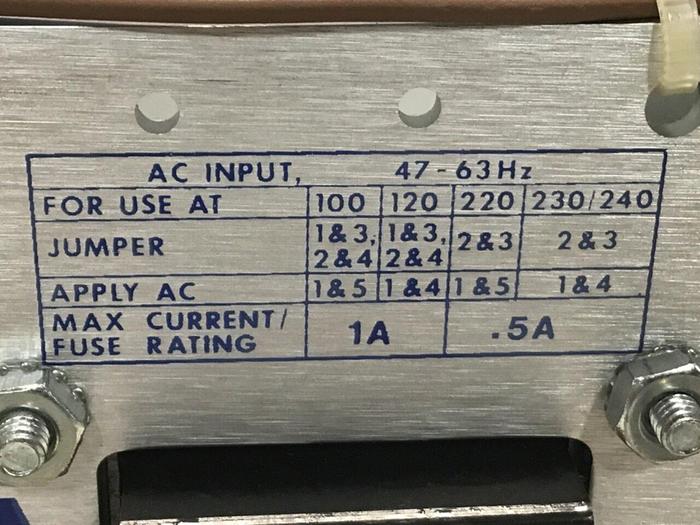 AC INPUT, 47-63Hz
FOR USE AT 100 120 220 230/240
JUMPER 1&3, 2&4 1&3, 2&4 2&3 2&3
APPLY AC 1&5 1&4 1&5 1&4
MAX CURRENT/ FUSE RATING 1A .5A